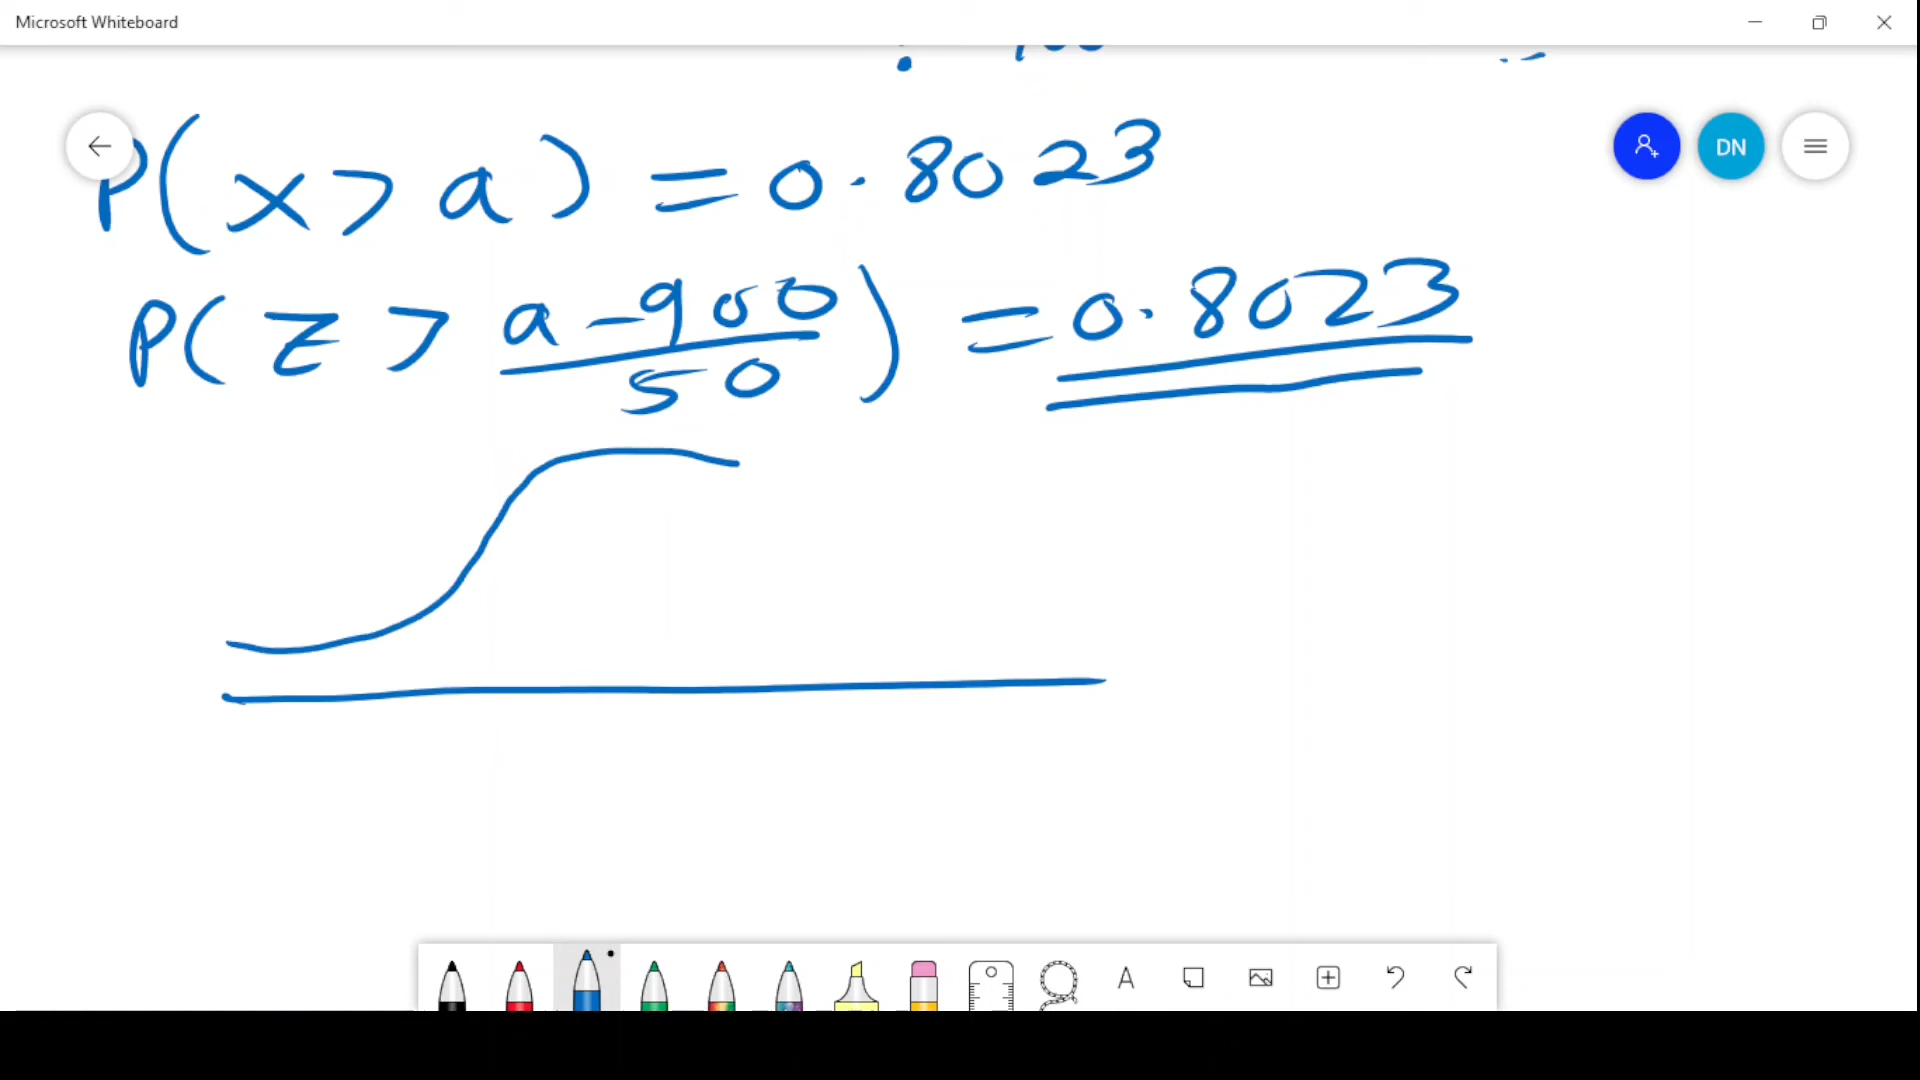 Microsoft Whiteboard
P(x > a) = 0.8023
DN
P(z > a-900/50) = 0.8023